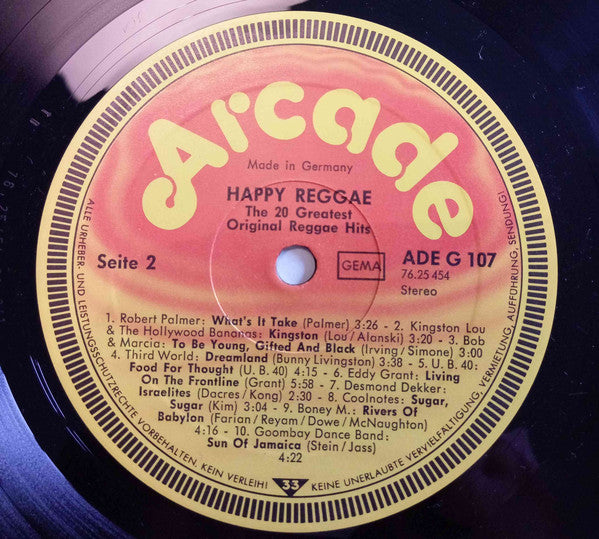 Arcade
Made in Germany
HAPPY REGGAE
The 20 Greatest
Original Reggae Hits
Seite 2
GEMA
ADE G 107
76.25 454
Stereo
1. Robert Palmer: What's It Take (Palmer) 3:26 - 2. Kingston Lou
& The Hollywood Bananas: Kingston (Lou/Alanski) 3:20 - 3. Bob
& Marcia: To Be Young, Gifted And Black (Irving/Simone) 3:00
4. Third World: Dreamland (Bunny Livingston) 3:38 - 5. U.B. 40:
Food For Thought (U.B. 40) 4:15 - 6. Eddy Grant: Living
On The Frontline (Grant) 5:58 - 7. Desmond Dekker:
Israelites (Dacres/Kong) 2:30 - 8. Coolnotes: Sugar,
Sugar (Kim) 3:04 - 9. Boney M.: Rivers Of
Babylon (Farian/Reyam/Dowe/McNaughton)
4:16 - 10. Goombay Dance Band:
Sun Of Jamaica (Stein/Jass)
4:22
ALLE URHEBER- UND LEISTUNGSSCHUTZRECHTE VORBEHALTEN. KEIN VERLEIH! KEINE UNERLAUBTE VERVIELFALTIGUNG, VERMIETUNG, AUFFÜHRUNG, SENDUNG!
33